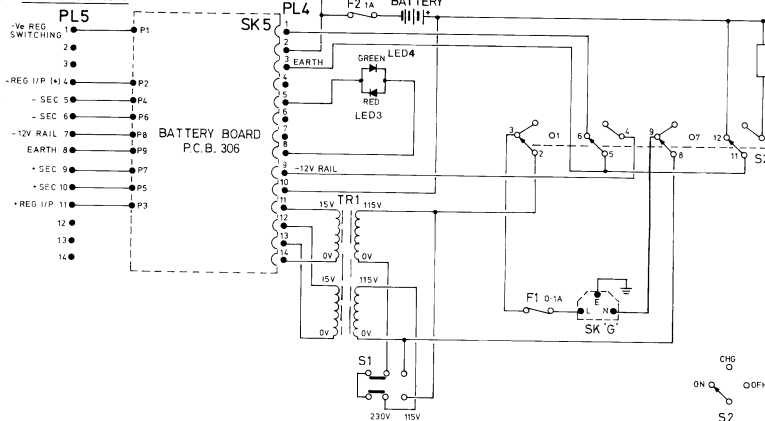 PL5
PL4
SK5
F2 1A
BATTERY
+
-Ve REG
SWITCHING 1
P1
2
3
-REG I/P (+) 4
P2
- SEC 5
P4
- SEC 6
P6
-12V RAIL 7
P8
EARTH 8
P9
+ SEC 9
P7
+ SEC 10
P5
+REG I/P 11
P3
12
13
14
BATTERY BOARD
P.C.B. 306
1
2
3 EARTH
4
5
6
7
8
9 -12V RAIL
10
11
12
13
14
GREEN
LED4
RED
LED3
15V TR1 115V
0V 0V
15V 115V
0V 0V
S1
230V 115V
3
1
2
6
4
5
9
7
8
12
11
S2
F1 0·1A
E
L N
SK 'G'
CHG
ON
S2